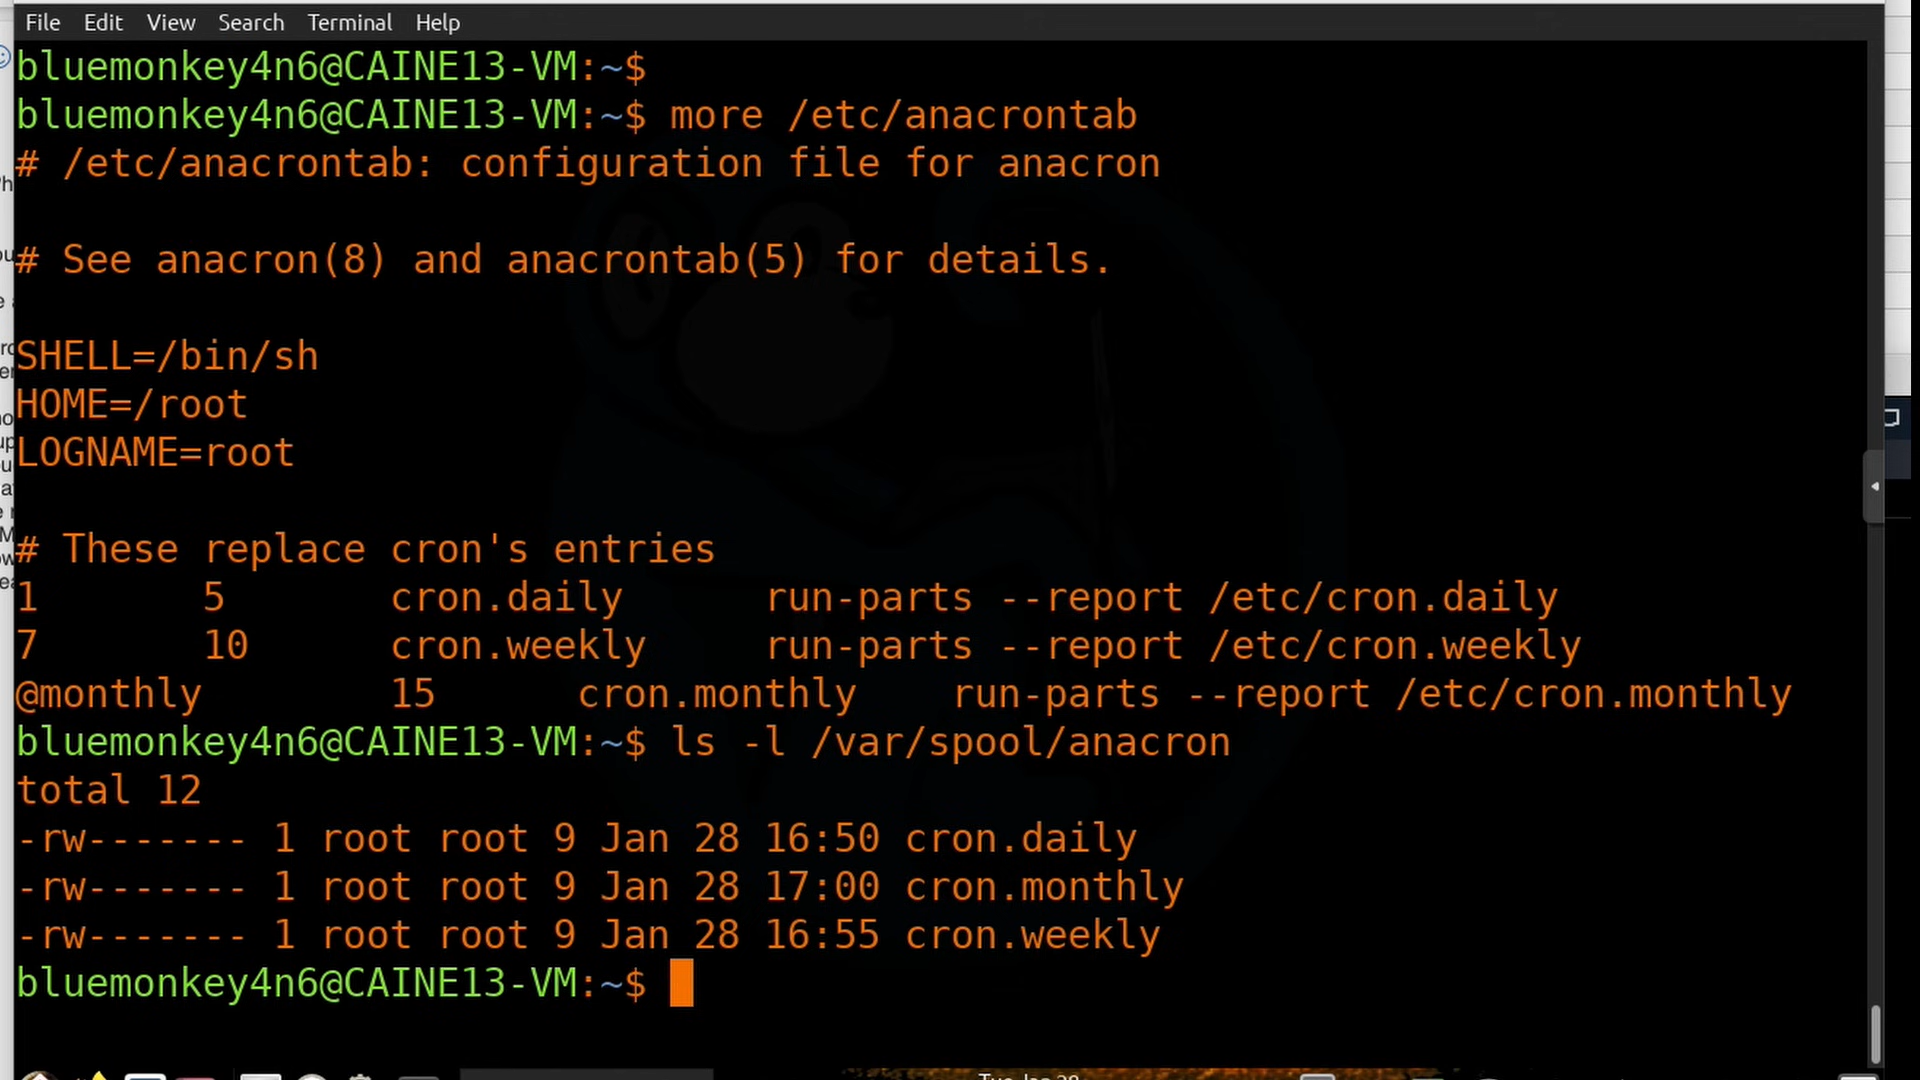 File Edit View Search Terminal Help
bluemonkey4n6@CAINE13-VM:~$
bluemonkey4n6@CAINE13-VM:~$ more /etc/anacrontab
# /etc/anacrontab: configuration file for anacron
# See anacron(8) and anacrontab(5) for details.
SHELL=/bin/sh
HOME=/root
LOGNAME=root
# These replace cron's entries
1 5 cron.daily run-parts --report /etc/cron.daily
7 10 cron.weekly run-parts --report /etc/cron.weekly
@monthly 15 cron.monthly run-parts --report /etc/cron.monthly
bluemonkey4n6@CAINE13-VM:~$ ls -l /var/spool/anacron
total 12
-rw------- 1 root root 9 Jan 28 16:50 cron.daily
-rw------- 1 root root 9 Jan 28 17:00 cron.monthly
-rw------- 1 root root 9 Jan 28 16:55 cron.weekly
bluemonkey4n6@CAINE13-VM:~$